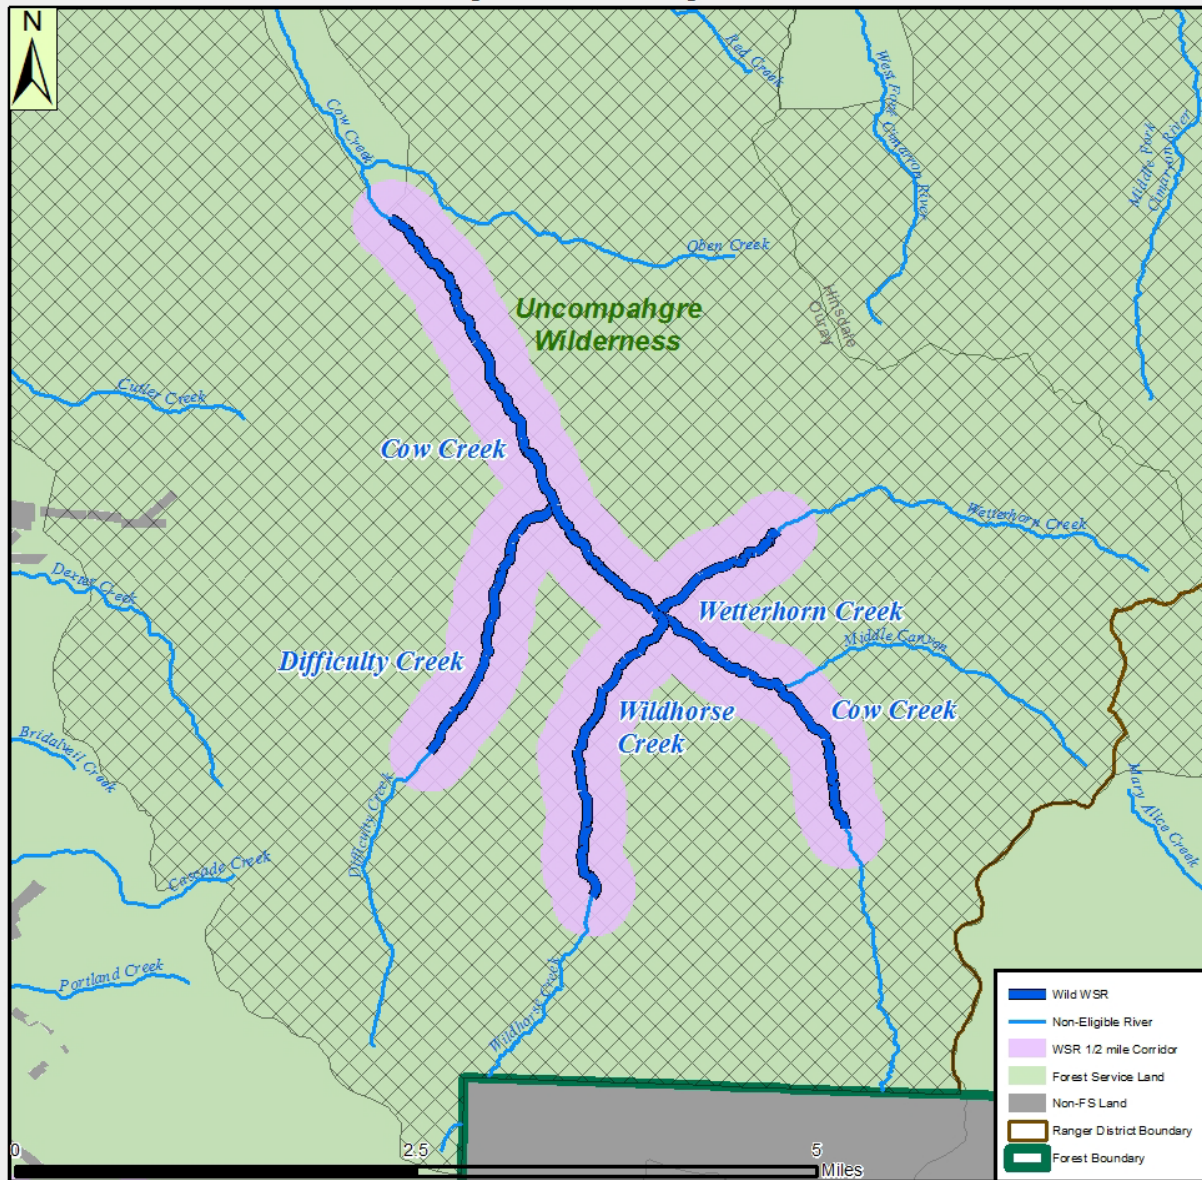 N
Red Creek
West Fork Cimarron River
Middle Fork
Cimarron River
Cow Creek
Oben Creek
Uncompahgre
Wilderness
Hinsdale
Ouray
Cutler Creek
Cow Creek
Wetterhorn Creek
Dexter Creek
Wetterhorn Creek
Middle Canyon
Difficulty Creek
Wildhorse
Creek
Cow Creek
Bridalveil Creek
Mary Alice Creek
Difficulty Creek
Cascade Creek
Portland Creek
Wildhorse Creek
Wild WSR
Non-Eligible River
WSR 1/2 mile Corridor
Forest Service Land
Non-FS Land
Ranger District Boundary
Forest Boundary
0 2.5 5
Miles